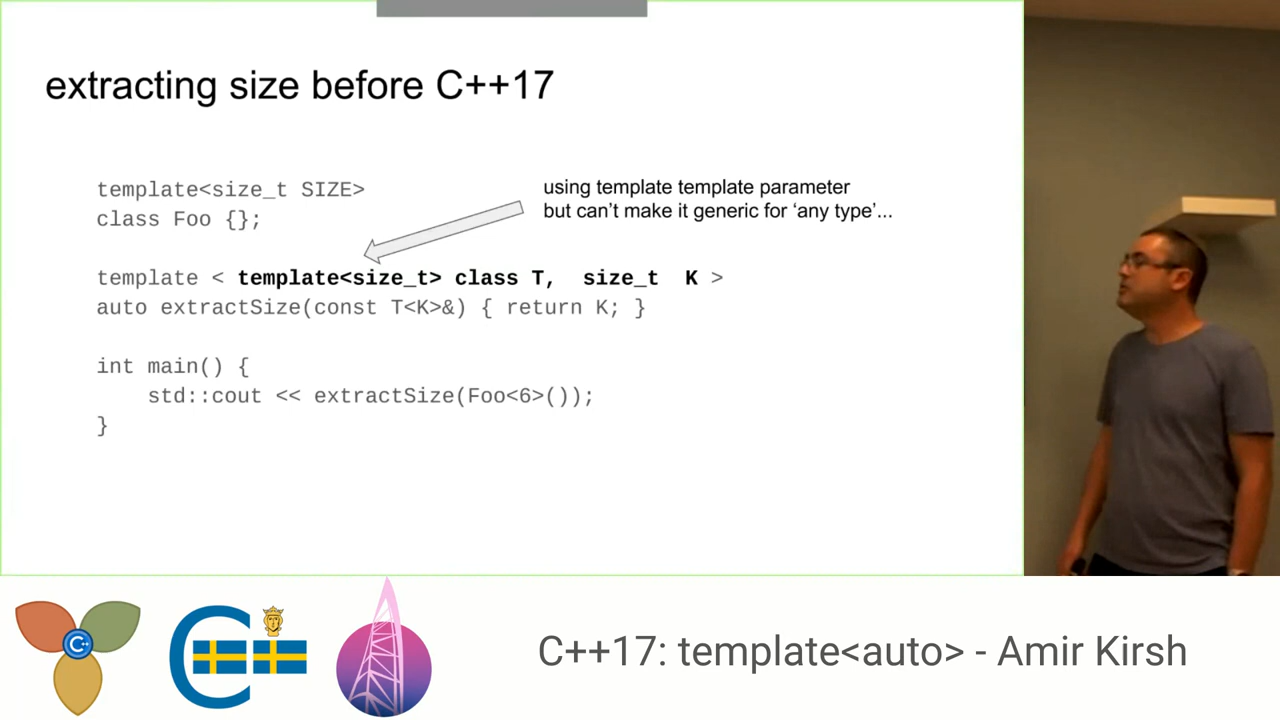 extracting size before C++17
template<size_t SIZE>
class Foo {};
using template template parameter
but can't make it generic for 'any type'...
template < template<size_t> class T, size_t K >
auto extractSize(const T<K>&) { return K; }
int main() {
std::cout << extractSize(Foo<6>());
}
C++
C++
C++17: template<auto> - Amir Kirsh